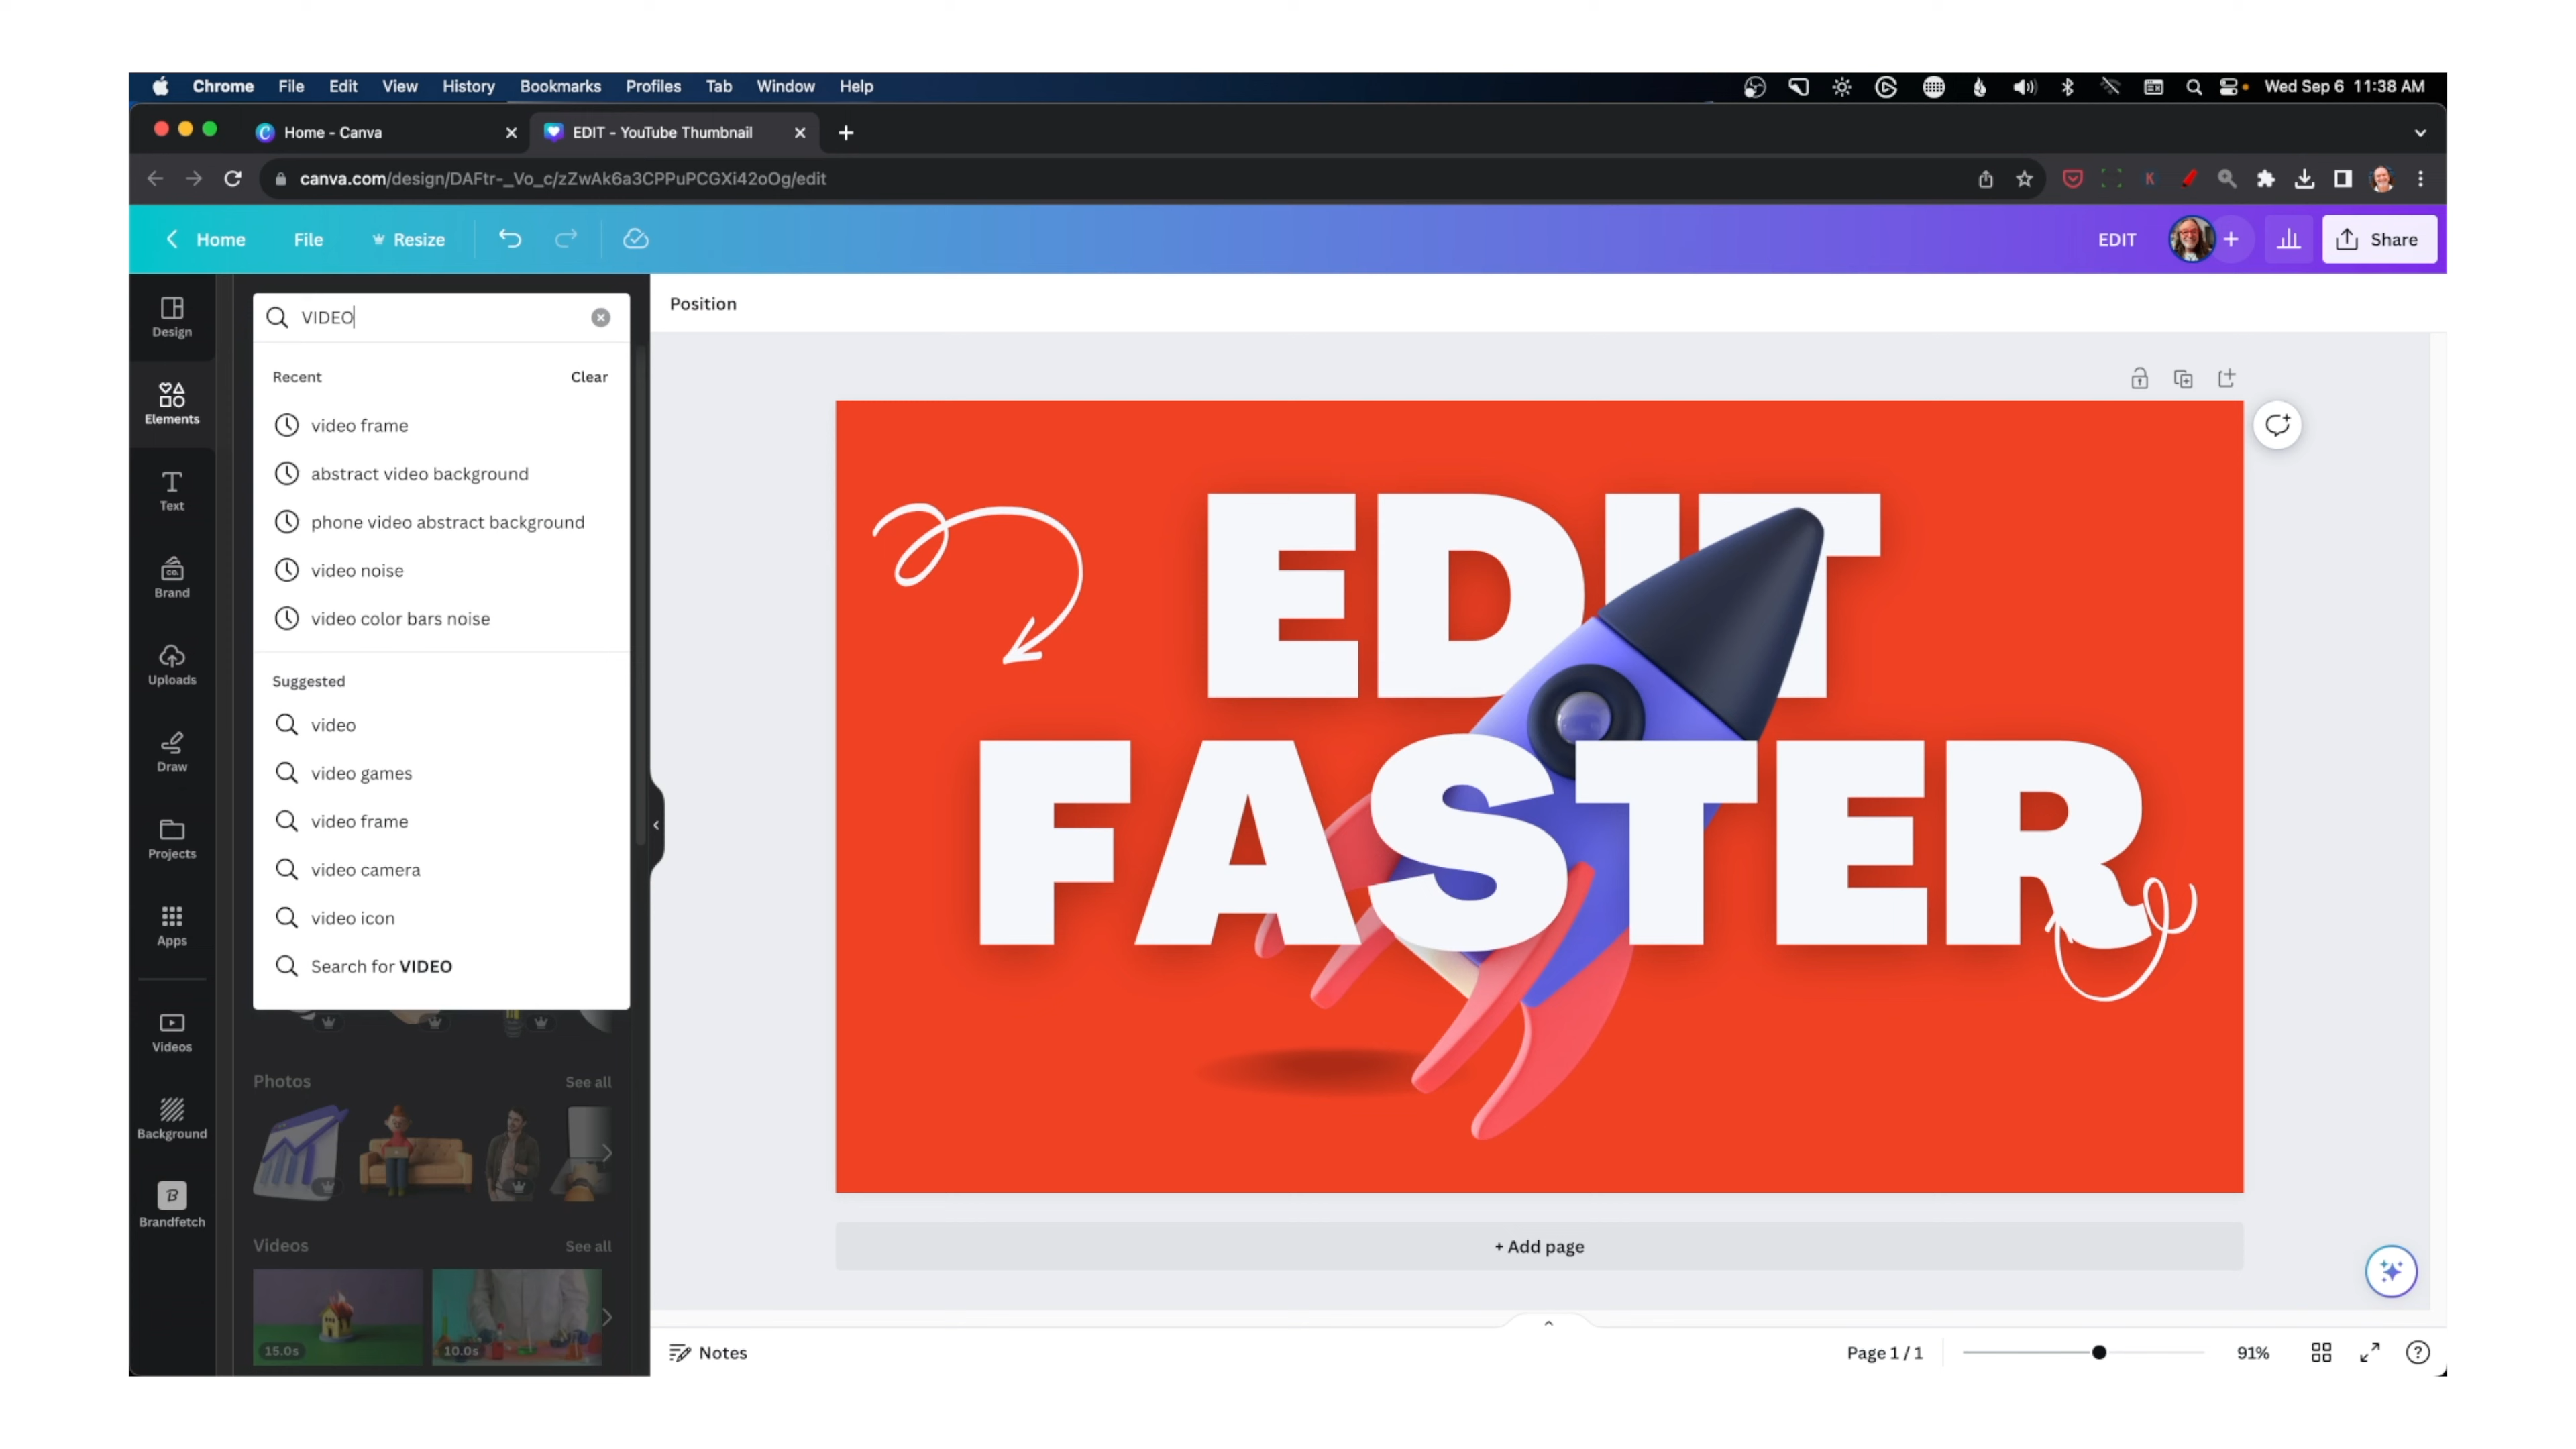 Chrome File Edit View History Bookmarks Profiles Tab Window Help Wed Sep 6 11:38 AM
Home - Canva EDIT - YouTube Thumbnail
canva.com/design/DAFtr-_Vo_c/zZwAk6a3CPPuPCGXi42oOg/edit
Home File Resize EDIT Share
Design
Elements
Text
Brand
Uploads
Draw
Projects
Apps
Videos
Background
Brandfetch
VIDEO
Recent Clear
video frame
abstract video background
phone video abstract background
video noise
video color bars noise
Suggested
video
video games
video frame
video camera
video icon
Search for VIDEO
Photos See all
Videos See all
15.0s 10.0s
Position
EDIT
FASTER
+ Add page
Notes Page 1 / 1 91%